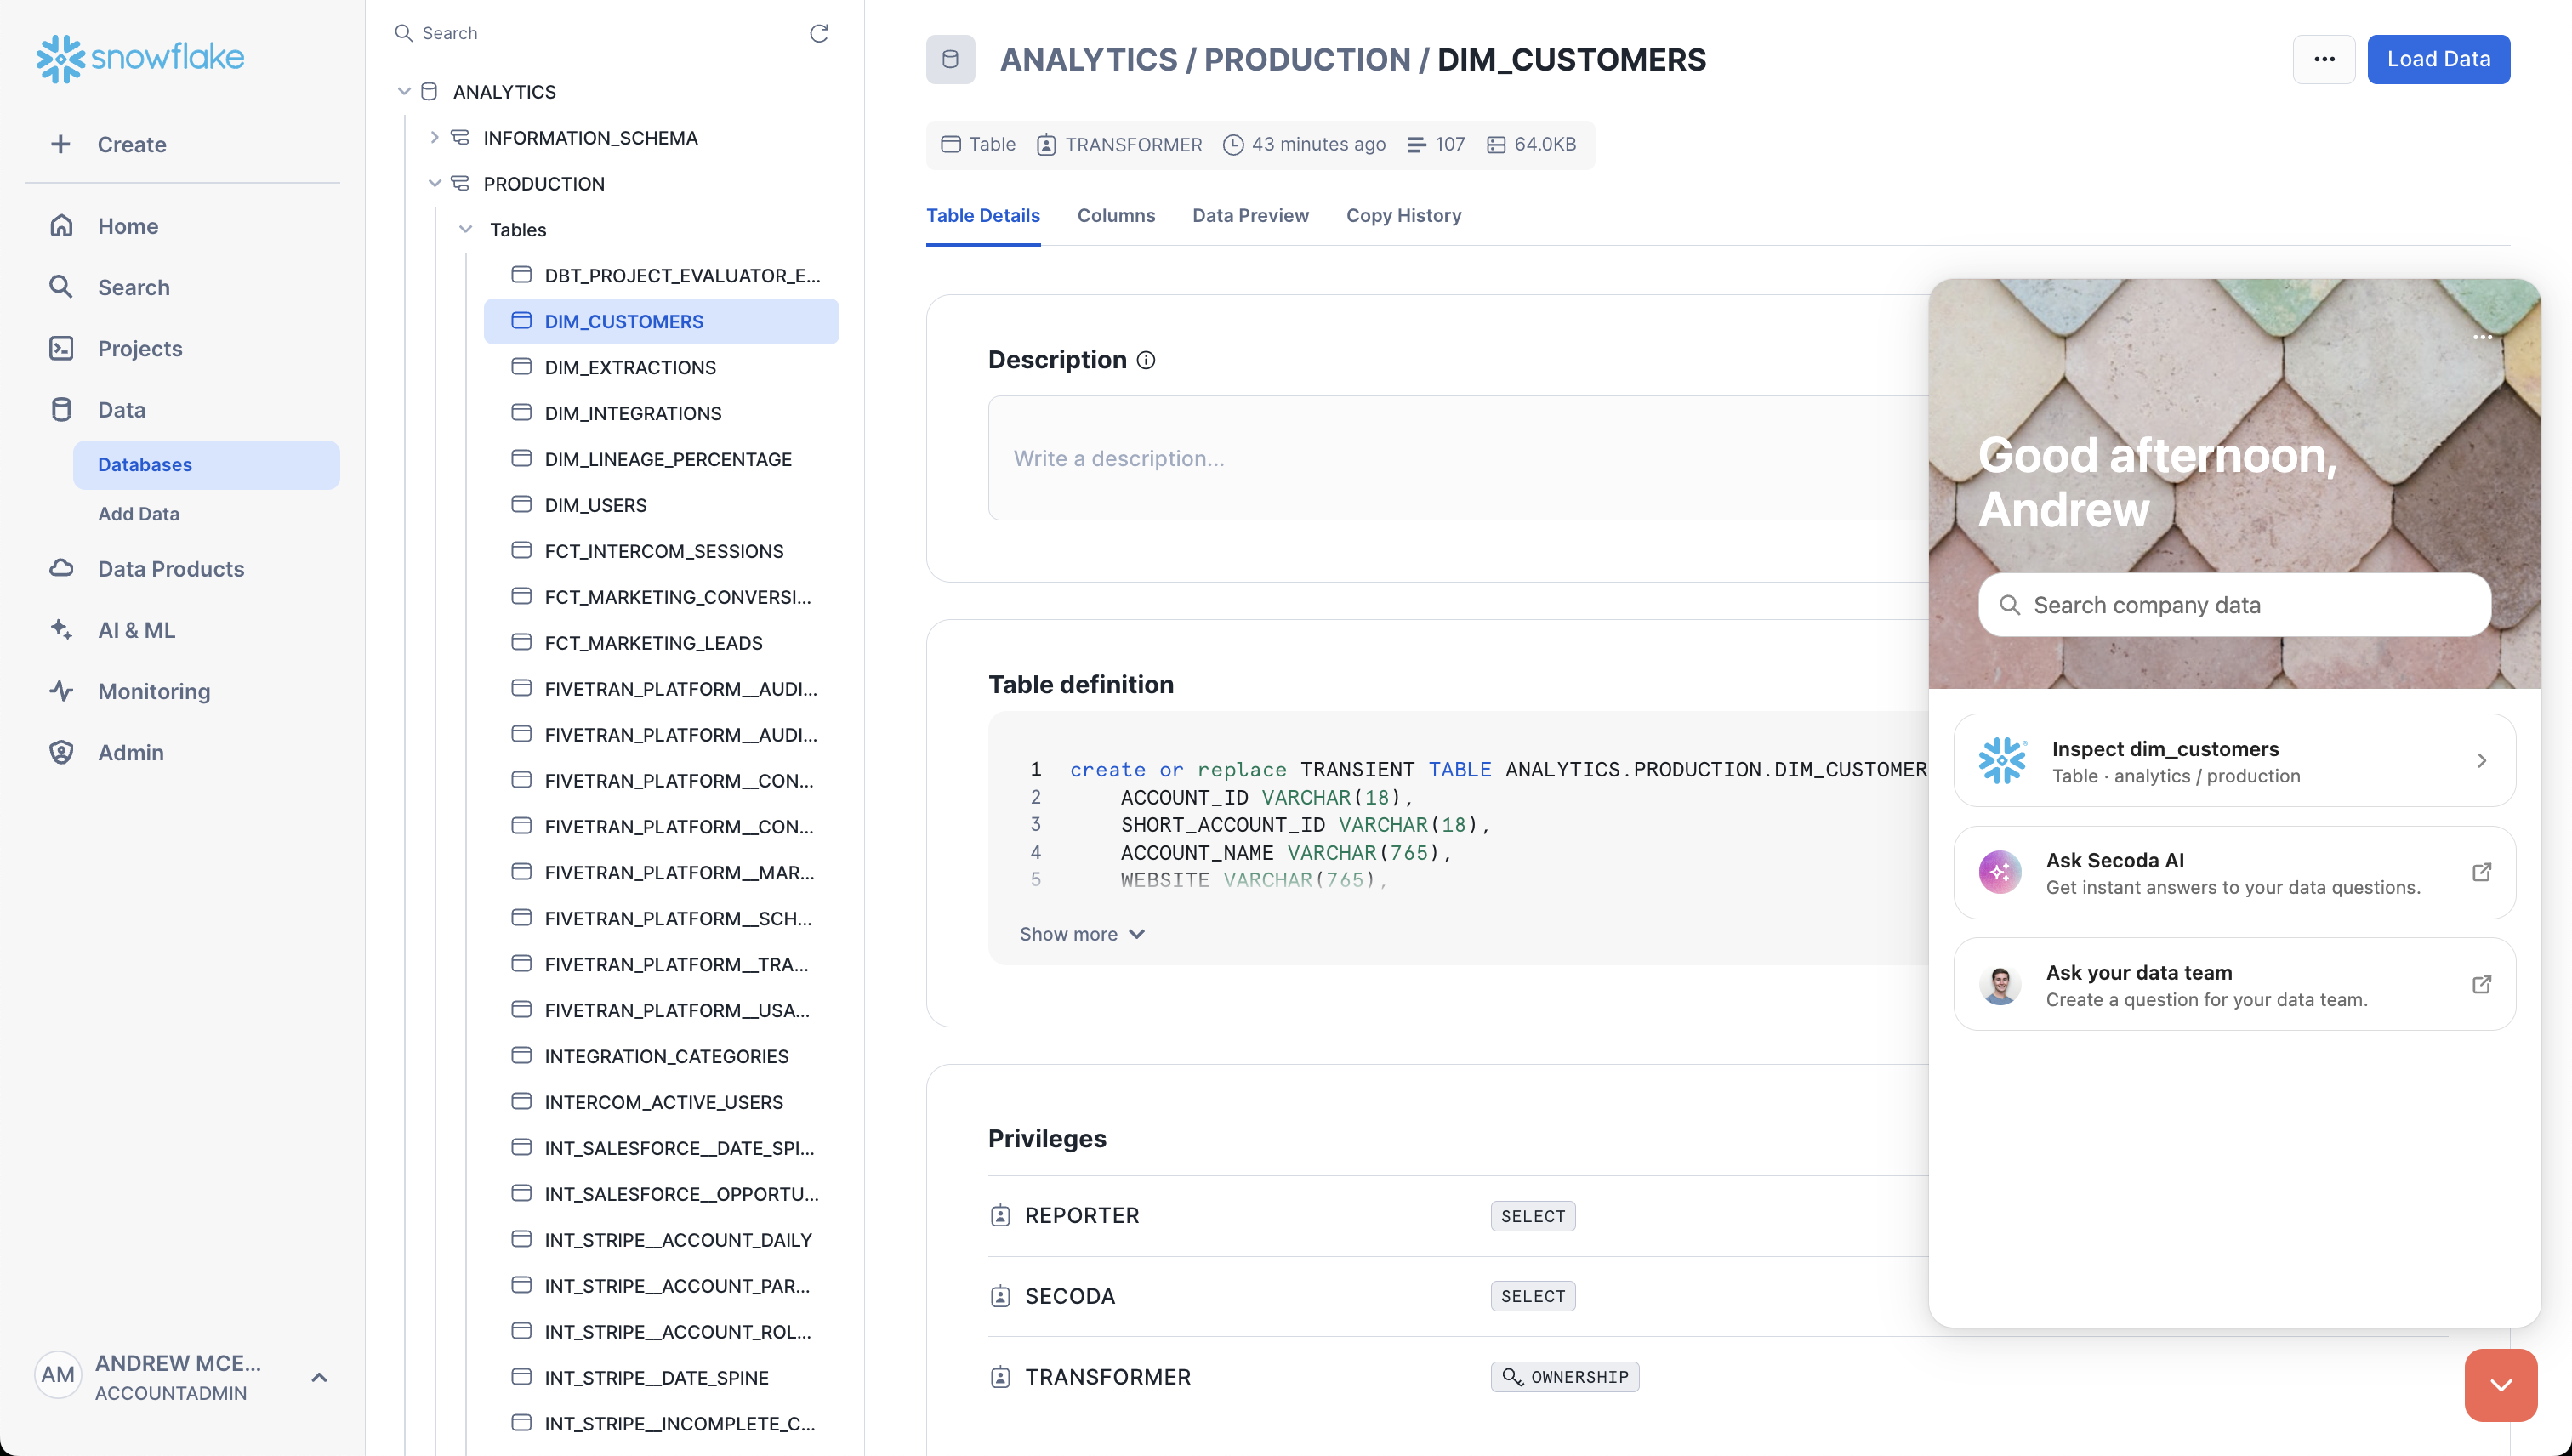 snowflake
Create
Home
Search
Projects
Data
Databases
Add Data
Data Products
AI & ML
Monitoring
Admin
AM
ANDREW MCE...
ACCOUNTADMIN
Search
ANALYTICS
INFORMATION_SCHEMA
PRODUCTION
Tables
DBT_PROJECT_EVALUATOR_E...
DIM_CUSTOMERS
DIM_EXTRACTIONS
DIM_INTEGRATIONS
DIM_LINEAGE_PERCENTAGE
DIM_USERS
FCT_INTERCOM_SESSIONS
FCT_MARKETING_CONVERSI...
FCT_MARKETING_LEADS
FIVETRAN_PLATFORM__AUDI...
FIVETRAN_PLATFORM__AUDI...
FIVETRAN_PLATFORM__CON...
FIVETRAN_PLATFORM__CON...
FIVETRAN_PLATFORM__MAR...
FIVETRAN_PLATFORM__SCH...
FIVETRAN_PLATFORM__TRA...
FIVETRAN_PLATFORM__USA...
INTEGRATION_CATEGORIES
INTERCOM_ACTIVE_USERS
INT_SALESFORCE__DATE_SPI...
INT_SALESFORCE__OPPORTU...
INT_STRIPE__ACCOUNT_DAILY
INT_STRIPE__ACCOUNT_PAR...
INT_STRIPE__ACCOUNT_ROL...
INT_STRIPE__DATE_SPINE
INT_STRIPE__INCOMPLETE_C...
ANALYTICS / PRODUCTION / DIM_CUSTOMERS
Load Data
Table TRANSFORMER 43 minutes ago 107 64.0KB
Table Details Columns Data Preview Copy History
Description
Write a description...
Table definition
1 create or replace TRANSIENT TABLE ANALYTICS.PRODUCTION.DIM_CUSTOMER
2 ACCOUNT_ID VARCHAR(18),
3 SHORT_ACCOUNT_ID VARCHAR(18),
4 ACCOUNT_NAME VARCHAR(765),
5 WEBSITE VARCHAR(765),
Show more
Privileges
REPORTER SELECT
SECODA SELECT
TRANSFORMER OWNERSHIP
Good afternoon,
Andrew
Search company data
Inspect dim_customers
Table · analytics / production
Ask Secoda AI
Get instant answers to your data questions.
Ask your data team
Create a question for your data team.